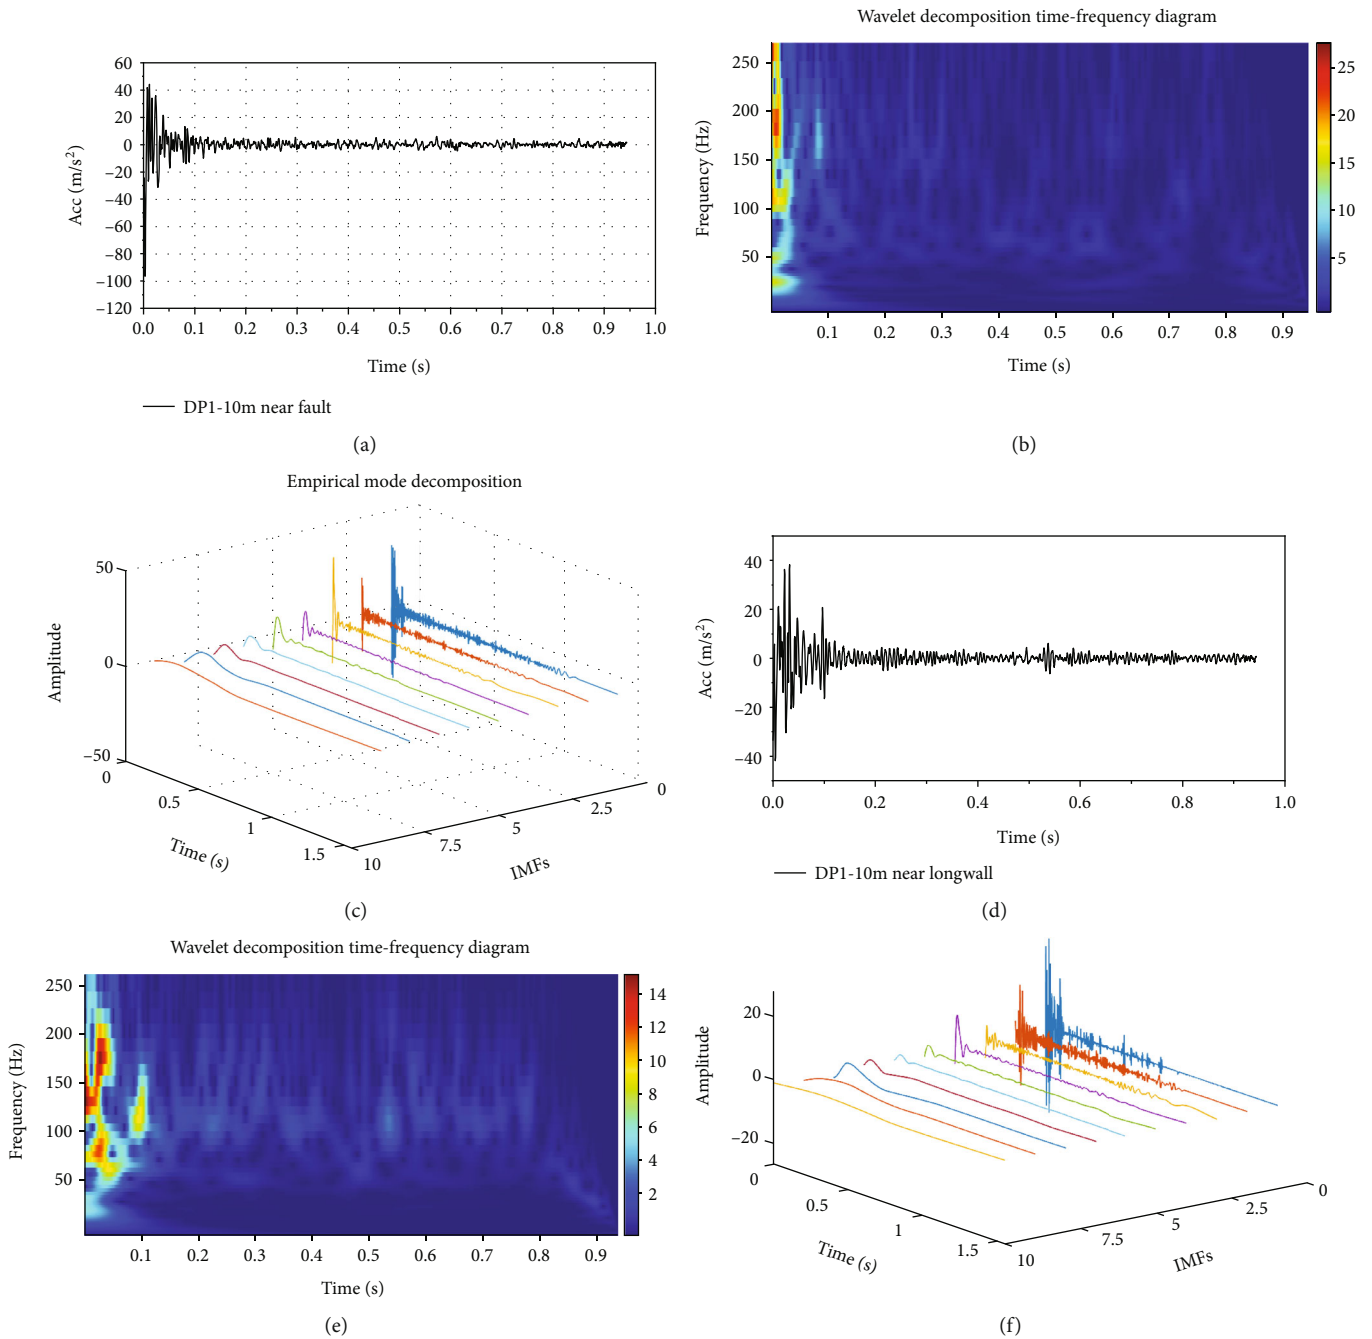 60
40
20
0
−20
−40
−60
−80
−100
−120
Acc (m/s2)
0.0 0.1 0.2 0.3 0.4 0.5 0.6 0.7 0.8 0.9 1.0
Time (s)
DP1-10m near fault
(a)
Wavelet decomposition time-frequency diagram
250
200
150
100
50
Frequency (Hz)
0.1 0.2 0.3 0.4 0.5 0.6 0.7 0.8 0.9
Time (s)
25
20
15
10
5
(b)
Empirical mode decomposition
50
0
−50
Amplitude
0
0.5
1
1.5
Time (s)
10
7.5
5
2.5
0
IMFs
(c)
40
20
0
−20
−40
Acc (m/s2)
0.0 0.2 0.4 0.6 0.8 1.0
Time (s)
DP1-10m near longwall
(d)
Wavelet decomposition time-frequency diagram
250
200
150
100
50
Frequency (Hz)
0.1 0.2 0.3 0.4 0.5 0.6 0.7 0.8 0.9
Time (s)
14
12
10
8
6
4
2
(e)
20
0
−20
Amplitude
0
0.5
1
1.5
Time (s)
10
7.5
5
2.5
0
IMFs
(f)